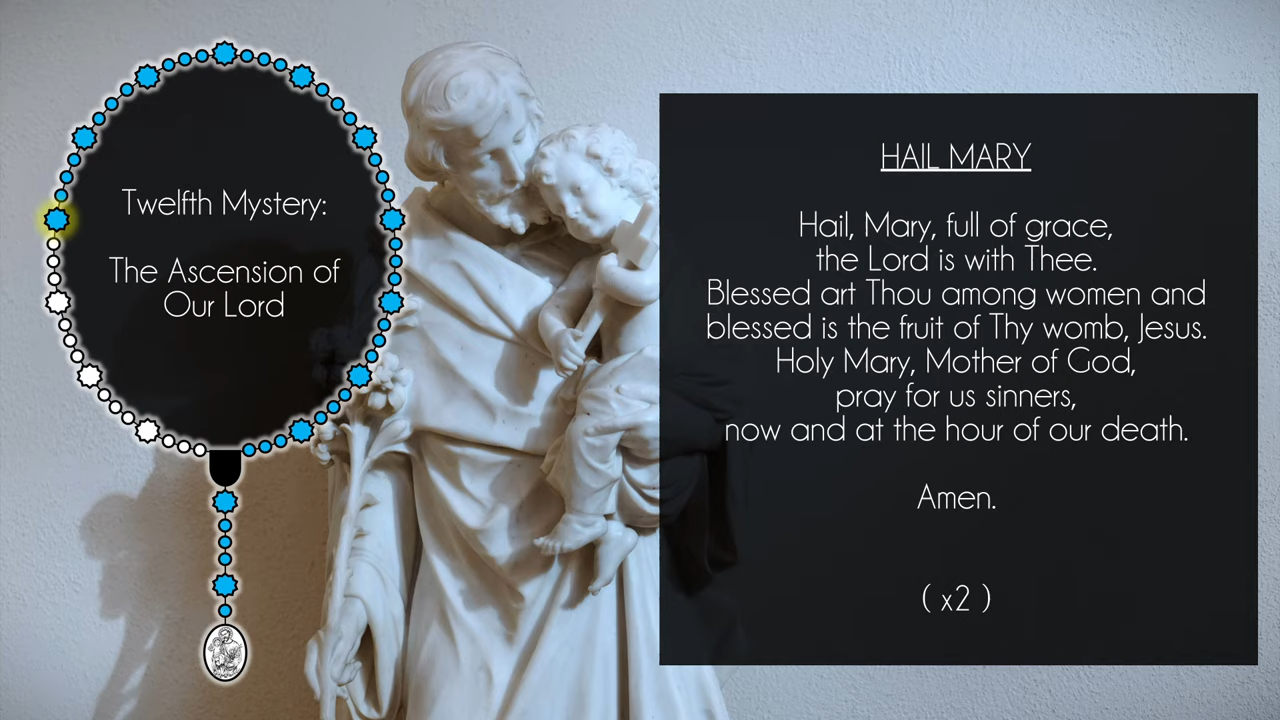 Twelfth Mystery:
The Ascension of
Our Lord
HAIL MARY
Hail, Mary, full of grace,
the Lord is with Thee.
Blessed art Thou among women and
blessed is the fruit of Thy womb, Jesus.
Holy Mary, Mother of God,
pray for us sinners,
now and at the hour of our death.
Amen.
( x2 )